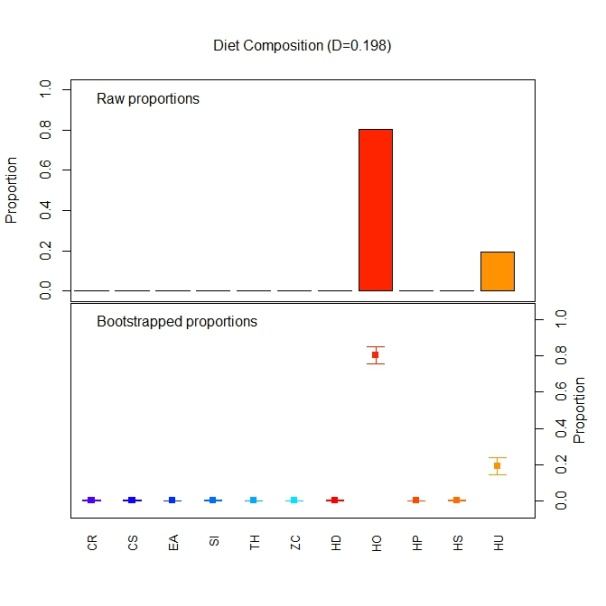 Diet Composition (D=0.198)
Raw proportions
Proportion
0.0 0.2 0.4 0.6 0.8 1.0
Bootstrapped proportions
Proportion
0.0 0.2 0.4 0.6 0.8 1.0
CR CS EA SI TH ZC HD HO HP HS HU